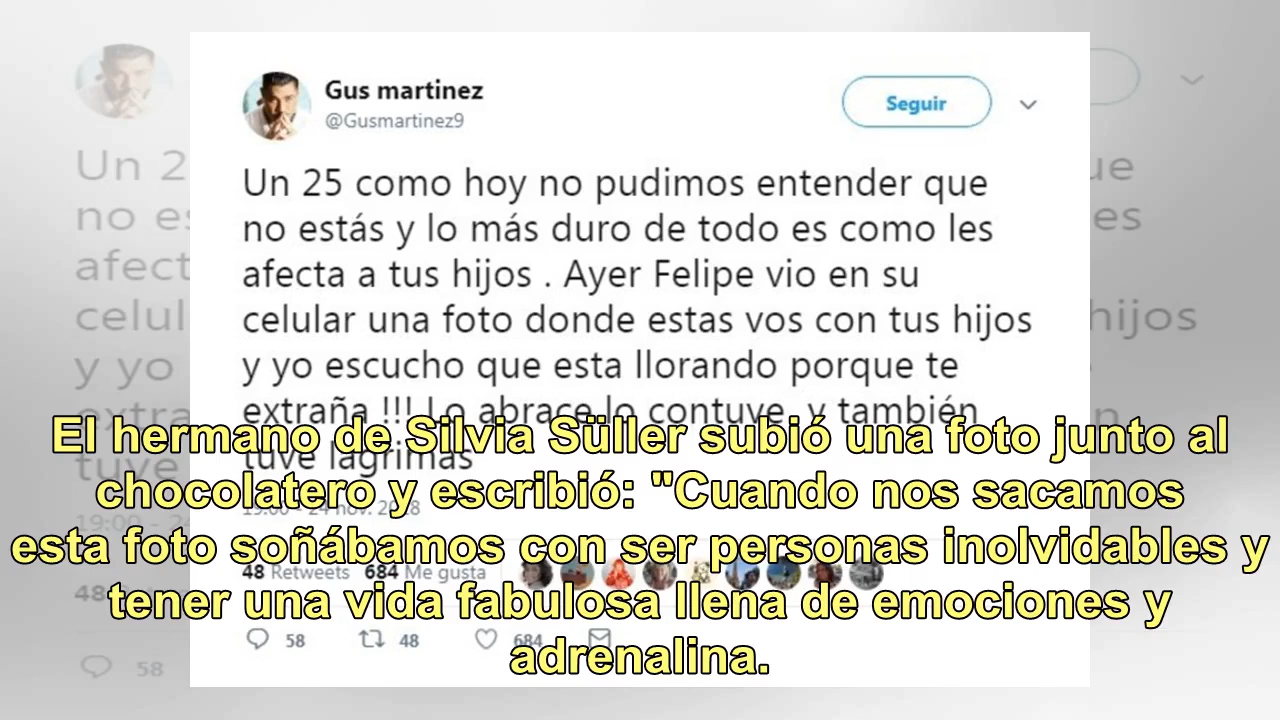 Gus martinez
@Gusmartinez9
Seguir
Un 25 como hoy no pudimos entender que
no estás y lo más duro de todo es como les
afecta a tus hijos . Ayer Felipe vio en su
celular una foto donde estas vos con tus hijos
y yo escucho que esta llorando porque te
extraña !!! Lo abrace lo contuve y también
tuve lagrimas
19:00 - 24 nov. 2018
48 Retweets 684 Me gusta
58 48 684
El hermano de Silvia Süller subió una foto junto al
chocolatero y escribió: "Cuando nos sacamos
esta foto soñábamos con ser personas inolvidables y
tener una vida fabulosa llena de emociones y
adrenalina.